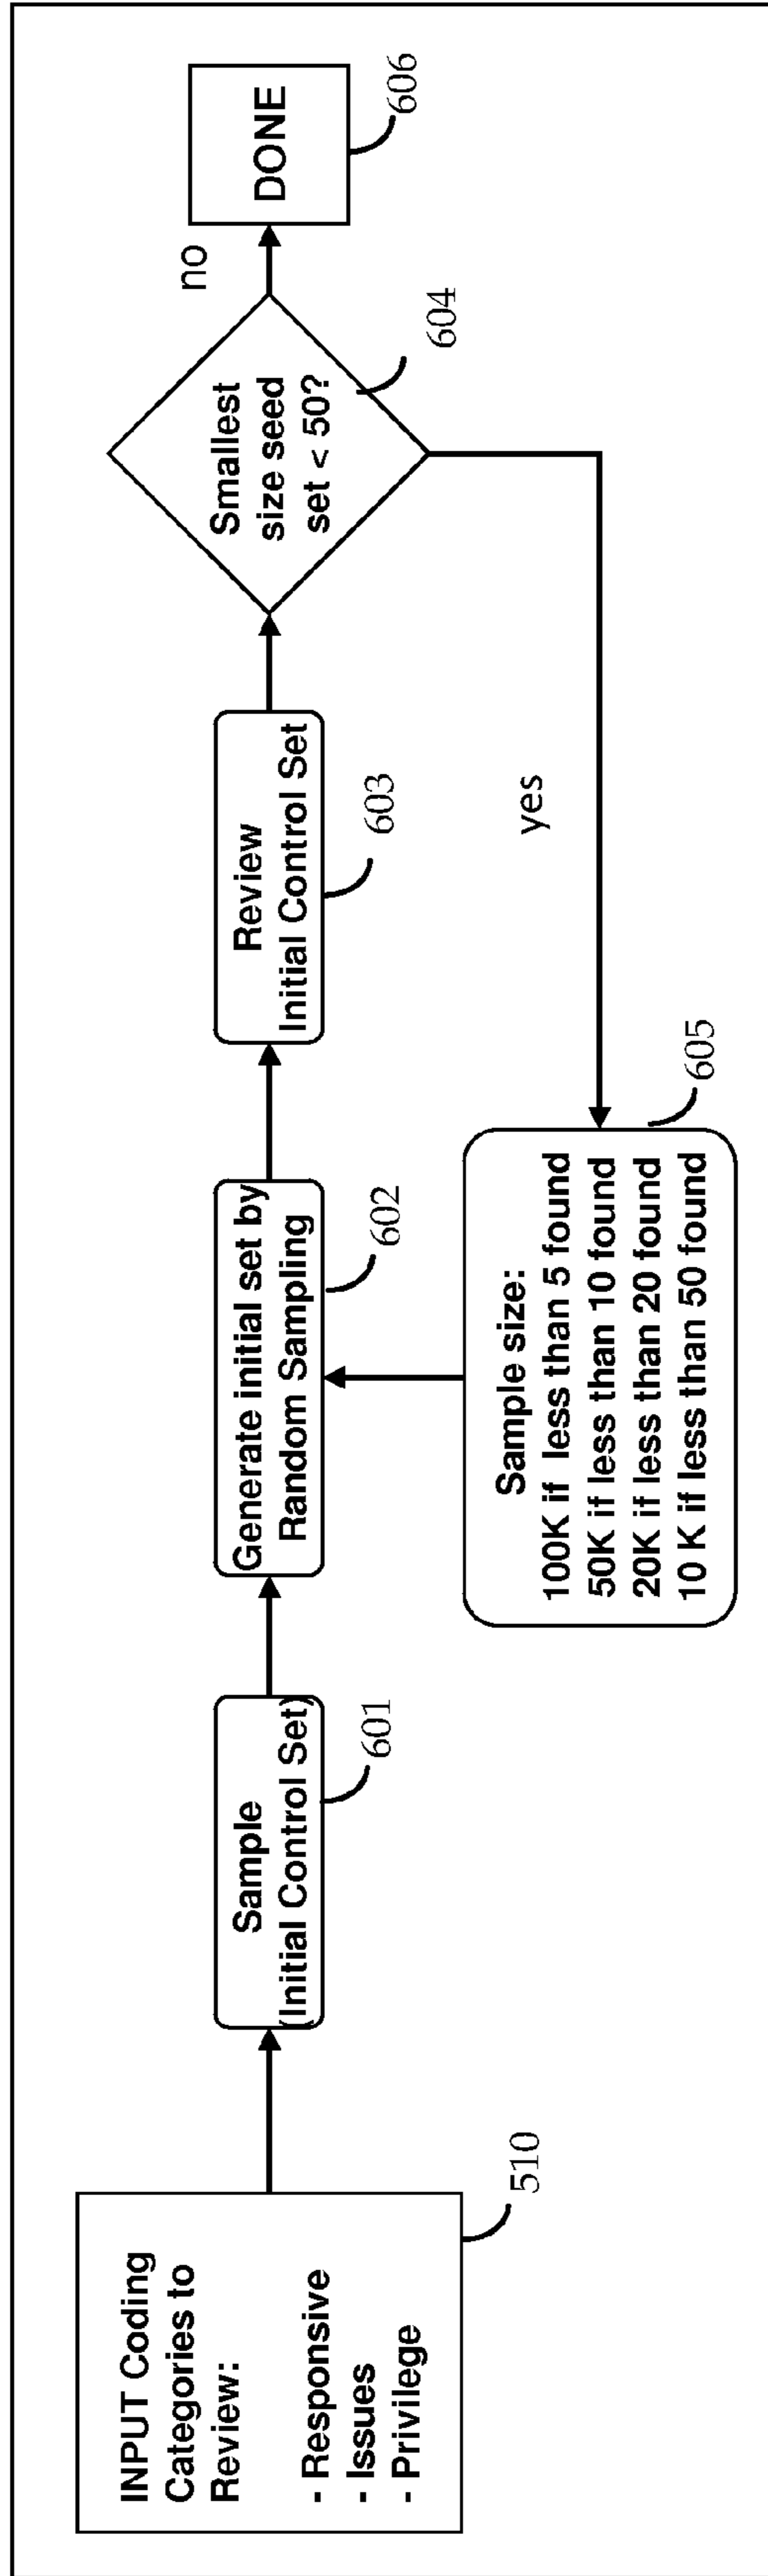 INPUT Coding
Categories to
Review:
- Responsive
- Issues
- Privilege
510
Sample
(Initial Control Set)
601
Generate initial set by
Random Sampling
602
Review
Initial Control Set
603
Smallest
size seed
set < 50?
604
no
DONE
606
yes
Sample size:
100K if less than 5 found
50K if less than 10 found
20K if less than 20 found
10 K if less than 50 found
605